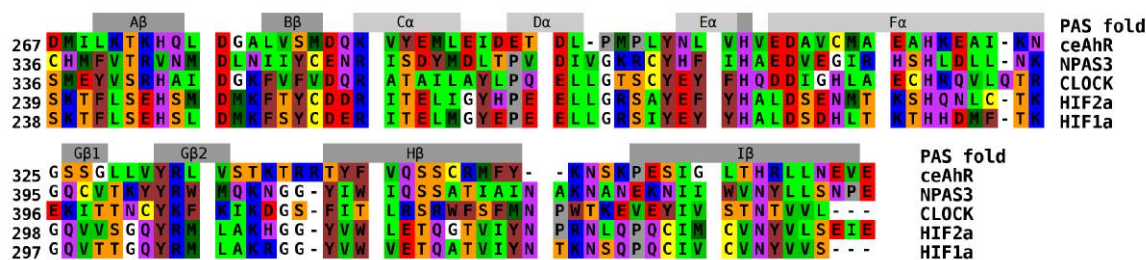 Aβ Bβ Cα Dα Eα Fα PAS fold
267 DMILKTKHQL DGALVSMDQK VYEMLEIDET DL-PMPLYNL VHVEDAVCMA EAHKEAI-KN ceAhR
336 CHMFVTRVNM DLNIIYCENR ISDYMDLTPV DIVGKRCYHF IHAEDVEGIR HSHLDLL-NK NPAS3
336 SMEYVSRHAI DGKFVFVDQR ATAILAYLPQ ELLGTSCYEY FHQDDIGHLA ECHRQVLQTR CLOCK
239 SKTFLSEHSM DMKFTYCDDR ITELIGYHPE ELLGRSAYEF YHALDSENMT KSHQNLC-TK HIF2a
238 SKTFLSEHSL DMKFSYCDER ITELMGYEPE ELLGRSIYEY YHALDSDHLT KTHHDMF-TK HIF1a
Gβ1 Gβ2 Hβ Iβ PAS fold
325 GSSGLLVYRL VSTKTRRTYF VQSSCRMFY- -KNSKPESIG LTHRLLNEVE ceAhR
395 GQCVTKYYRW MQKNGG-YIW IQSSATIAIN AKNANEKNII WVNYLLSNPE NPAS3
396 EKITTNCYKF KIKDGS-FIT LRSRWFSFMN PWTKEVEYIV STNTVVL--- CLOCK
298 GQVVSGQYRM LAKHGG-YVW LETQGTVIYN PRNLQPQCIM CVNYVLSEIE HIF2a
297 GQVTTGQYRM LAKRGG-YVW VETQATVIYN TKNSQPQCIV CVNYVVS--- HIF1a